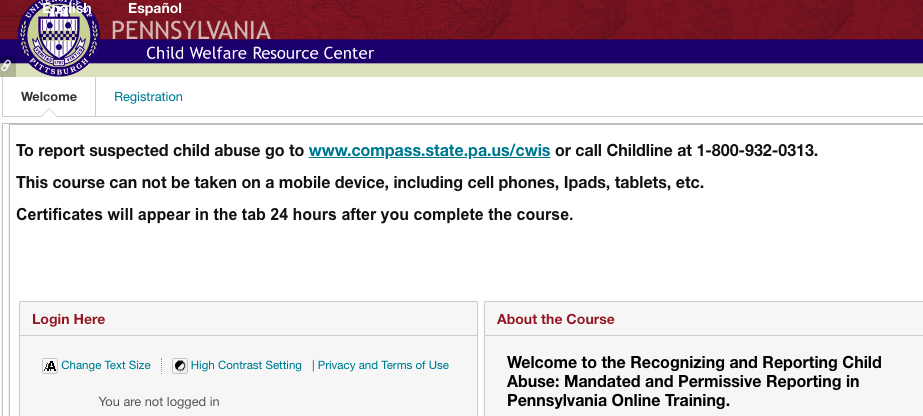 English Español
UNIVERSITY
PITTSBURGH
PENNSYLVANIA
Child Welfare Resource Center
Welcome Registration
To report suspected child abuse go to www.compass.state.pa.us/cwis or call Childline at 1-800-932-0313.
This course can not be taken on a mobile device, including cell phones, Ipads, tablets, etc.
Certificates will appear in the tab 24 hours after you complete the course.
Login Here
Change Text Size
High Contrast Setting | Privacy and Terms of Use
You are not logged in
About the Course
Welcome to the Recognizing and Reporting Child
Abuse: Mandated and Permissive Reporting in
Pennsylvania Online Training.